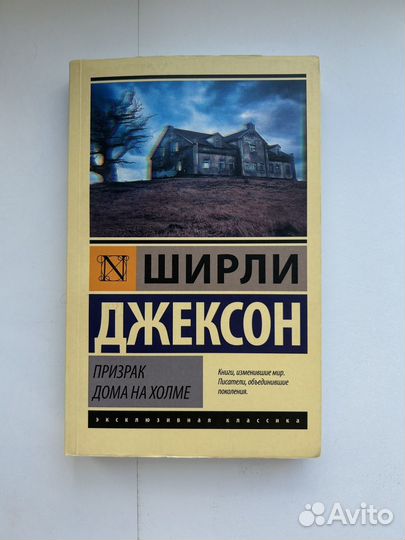 N
ШИРЛИ
ДЖЕКСОН
ПРИЗРАК
ДОМА НА ХОЛМЕ
Книги, изменившие мир.
Писатели, объединившие
поколения.
эксклюзивная классика
Avito